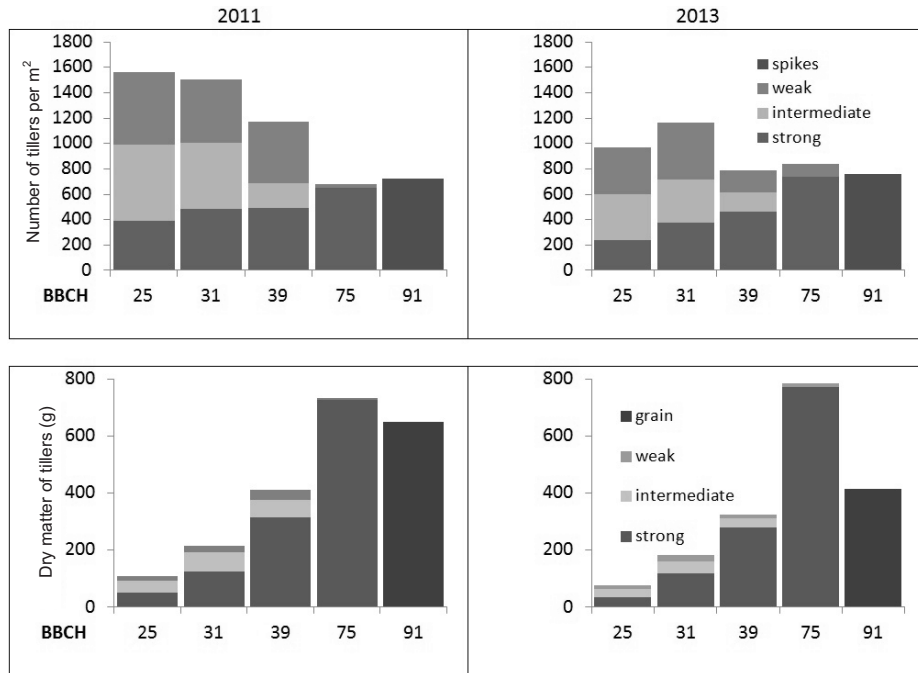 2011
2013
Number of tillers per m²
1800
1600
1400
1200
1000
800
600
400
200
0
BBCH 25 31 39 75 91
1800
1600
1400
1200
1000
800
600
400
200
0
spikes
weak
intermediate
strong
25 31 39 75 91
Dry matter of tillers (g)
800
600
400
200
0
BBCH 25 31 39 75 91
800
600
400
200
0
grain
weak
intermediate
strong
25 31 39 75 91